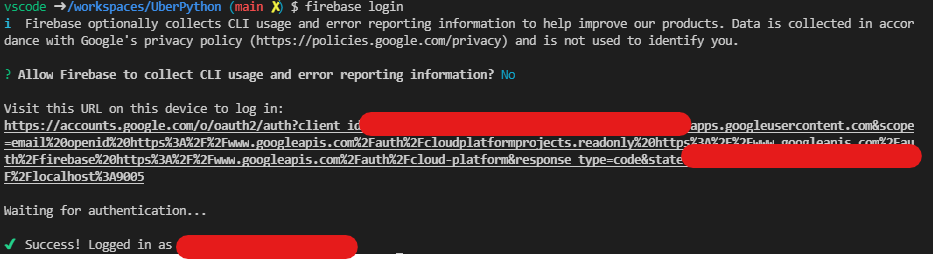 vscode ➜/workspaces/UberPython (main ✗) $ firebase login
i  Firebase optionally collects CLI usage and error reporting information to help improve our products. Data is collected in accor
dance with Google's privacy policy (https://policies.google.com/privacy) and is not used to identify you.
? Allow Firebase to collect CLI usage and error reporting information? No
Visit this URL on this device to log in:
https://accounts.google.com/o/oauth2/auth?client_id apps.googleusercontent.com&scope
=email%20openid%20https%3A%2F%2Fwww.googleapis.com%2Fauth%2Fcloudplatformprojects.readonly%20https%3A%2F%2Fwww.googleapis.com%2Fau
th%2Ffirebase%20https%3A%2F%2Fwww.googleapis.com%2Fauth%2Fcloud-platform&response_type=code&state
F%2Flocalhost%3A9005
Waiting for authentication...
✔ Success! Logged in as